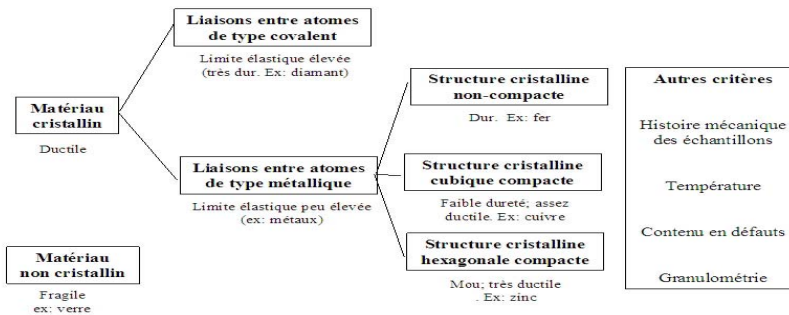 Liaisons entre atomes
de type covalent
Limite élastique élevée
(très dur. Ex: diamant)
Matériau
cristallin
Ductile
Liaisons entre atomes
de type métallique
Limite élastique peu élevée
(ex: métaux)
Matériau
non cristallin
Fragile
ex: verre
Structure cristalline
non-compacte
Dur. Ex: fer
Structure cristalline
cubique compacte
Faible dureté; assez
ductile. Ex: cuivre
Structure cristalline
hexagonale compacte
Mou; très ductile
. Ex: zinc
Autres critères
Histoire mécanique
des échantillons
Température
Contenu en défauts
Granulométrie